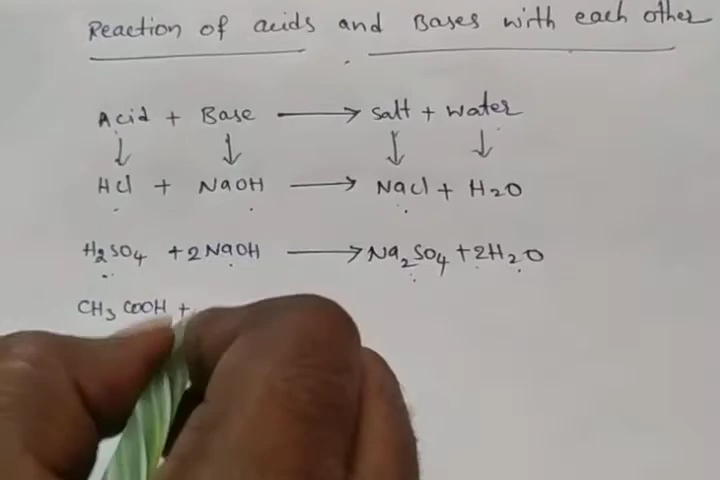 Reaction of acids and Bases with each other
Acid + Base → Salt + water
↓ ↓ ↓ ↓
HCl + NaOH → NaCl + H₂O
H₂SO₄ + 2NaOH → Na₂SO₄ + 2H₂O
CH₃COOH +